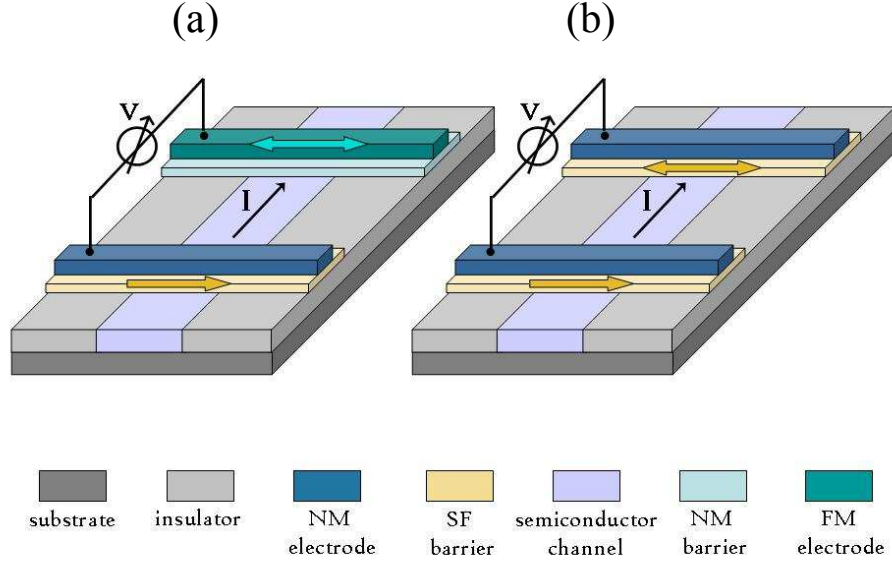 (a)
(b)
V
V
I
I
substrate
insulator
NM
electrode
SF
barrier
semiconductor
channel
NM
barrier
FM
electrode